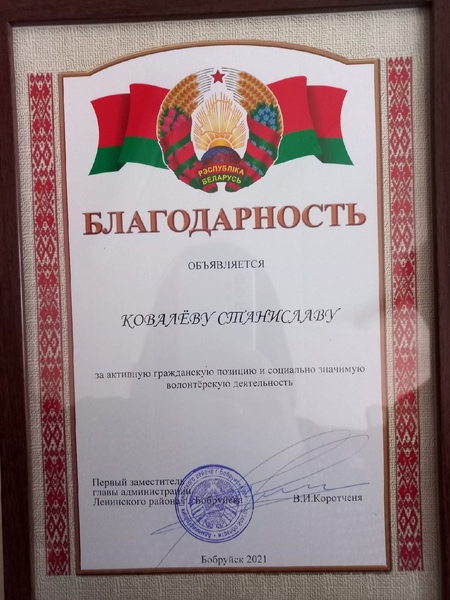 РЭСПУБЛІКА
БЕЛАРУСЬ
БЛАГОДАРНОСТЬ
ОБЪЯВЛЯЕТСЯ
КОВАЛЁВУ СТАНИСЛАВУ
за активную гражданскую позицию и социально значимую
волонтёрскую деятельность
Первый заместитель
главы администрации
Ленинского района г. Бобруйска
В.И.Коротченя
Бобруйск 2021